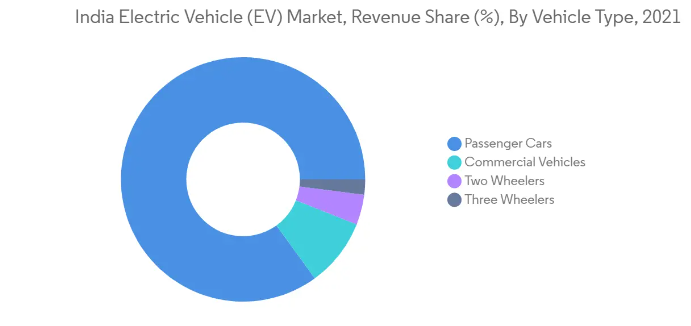 India Electric Vehicle (EV) Market, Revenue Share (%), By Vehicle Type, 2021
Passenger Cars
Commercial Vehicles
Two Wheelers
Three Wheelers